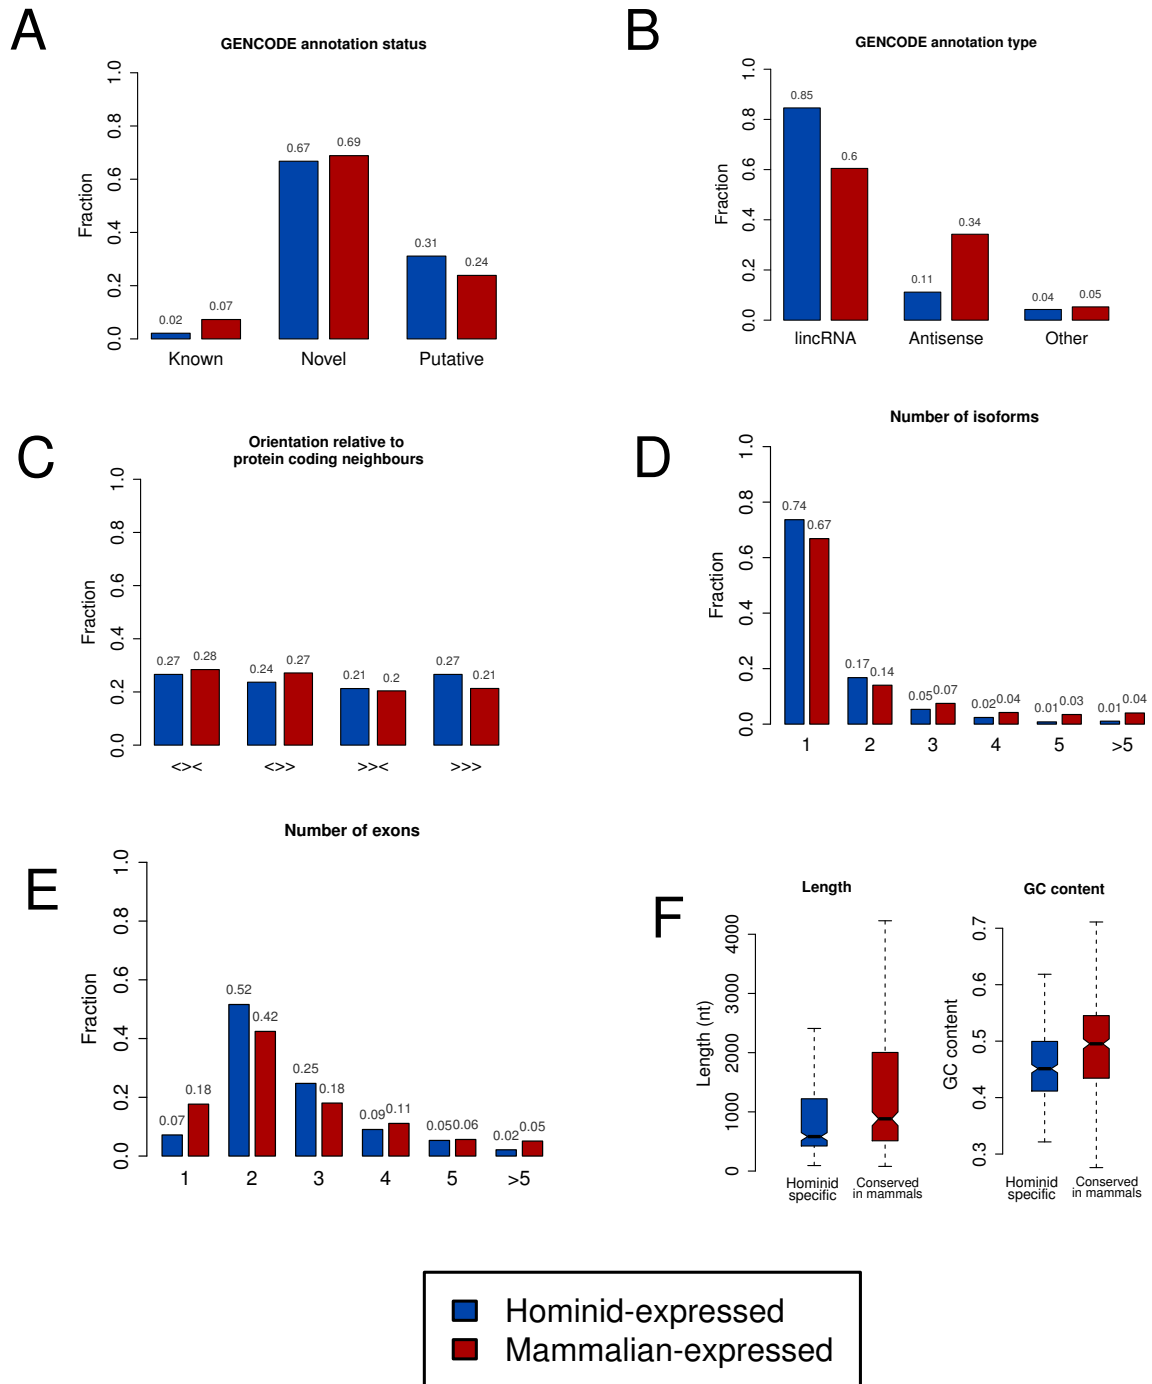 A
GENCODE annotation status
Fraction
0.0 0.2 0.4 0.6 0.8 1.0
0.02 0.07 0.67 0.69 0.31 0.24
Known Novel Putative
B
GENCODE annotation type
Fraction
0.0 0.2 0.4 0.6 0.8 1.0
0.85 0.6 0.11 0.34 0.04 0.05
lincRNA Antisense Other
C
Orientation relative to
protein coding neighbours
Fraction
0.0 0.2 0.4 0.6 0.8 1.0
0.27 0.28 0.24 0.27 0.21 0.2 0.27 0.21
<>< <>> >>< >>>
D
Number of isoforms
Fraction
0.0 0.2 0.4 0.6 0.8 1.0
0.74 0.67 0.17 0.14 0.05 0.07 0.02 0.04 0.01 0.03 0.01 0.04
1 2 3 4 5 >5
E
Number of exons
Fraction
0.0 0.2 0.4 0.6 0.8 1.0
0.07 0.18 0.52 0.42 0.25 0.18 0.09 0.11 0.05 0.06 0.02 0.05
1 2 3 4 5 >5
F
Length
Length (nt)
0 1000 2000 3000 4000
Hominid
specific
Conserved
in mammals
GC content
GC content
0.3 0.4 0.5 0.6 0.7
Hominid
specific
Conserved
in mammals
Hominid-expressed
Mammalian-expressed